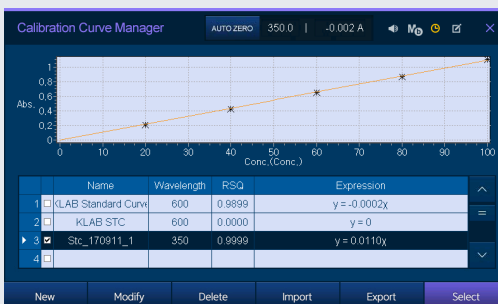 Calibration Curve Manager AUTO ZERO 350.0 | -0.002 A
1
0,8
0,6
Abs.
0,4
0,2
0
0 10 20 30 40 50 60 70 80 90 100
Conc.(Conc.)
Name Wavelength RSQ Expression
1 KLAB Standard Curve 600 0.9899 y = -0.0002χ
2 KLAB STC 600 0.0000 y = 0
3 Stc_170911_1 350 0.9999 y = 0.0110χ
4
New Modify Delete Import Export Select